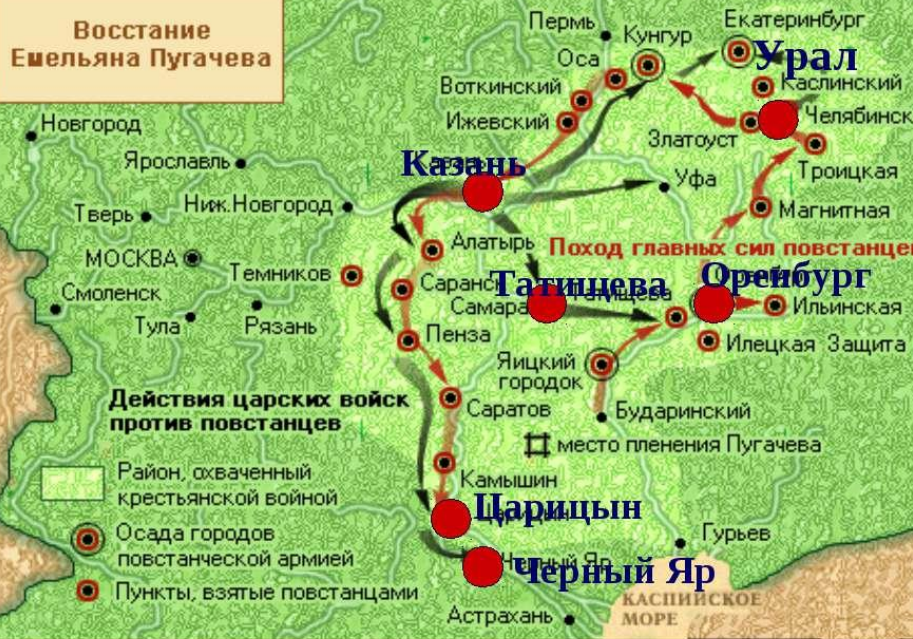 Восстание
Емельяна Пугачева
Пермь
Кунгур
Екатеринбург
Урал
Оса
Каслинский
Воткинский
Ижевский
Челябинск
Новгород
Златоуст
Ярославль
Казань
Троицкая
Уфа
Тверь
Ниж.Новгород
Магнитная
МОСКВА
Алатырь
Поход главных сил повстанцев
Темников
Саранск
Татищева
Оренбург
Смоленск
Самара
Ильинская
Тула
Рязань
Пенза
Илецкая Защита
Яицкий
городок
Действия царских войск
против повстанцев
Саратов
Бударинский
место пленения Пугачева
Район, охваченный
крестьянской войной
Камышин
Царицын
Осада городов
повстанческой армией
Гурьев
Черный Яр
Пункты, взятые повстанцами
Астрахань
КАСПИЙСКОЕ
МОРЕ